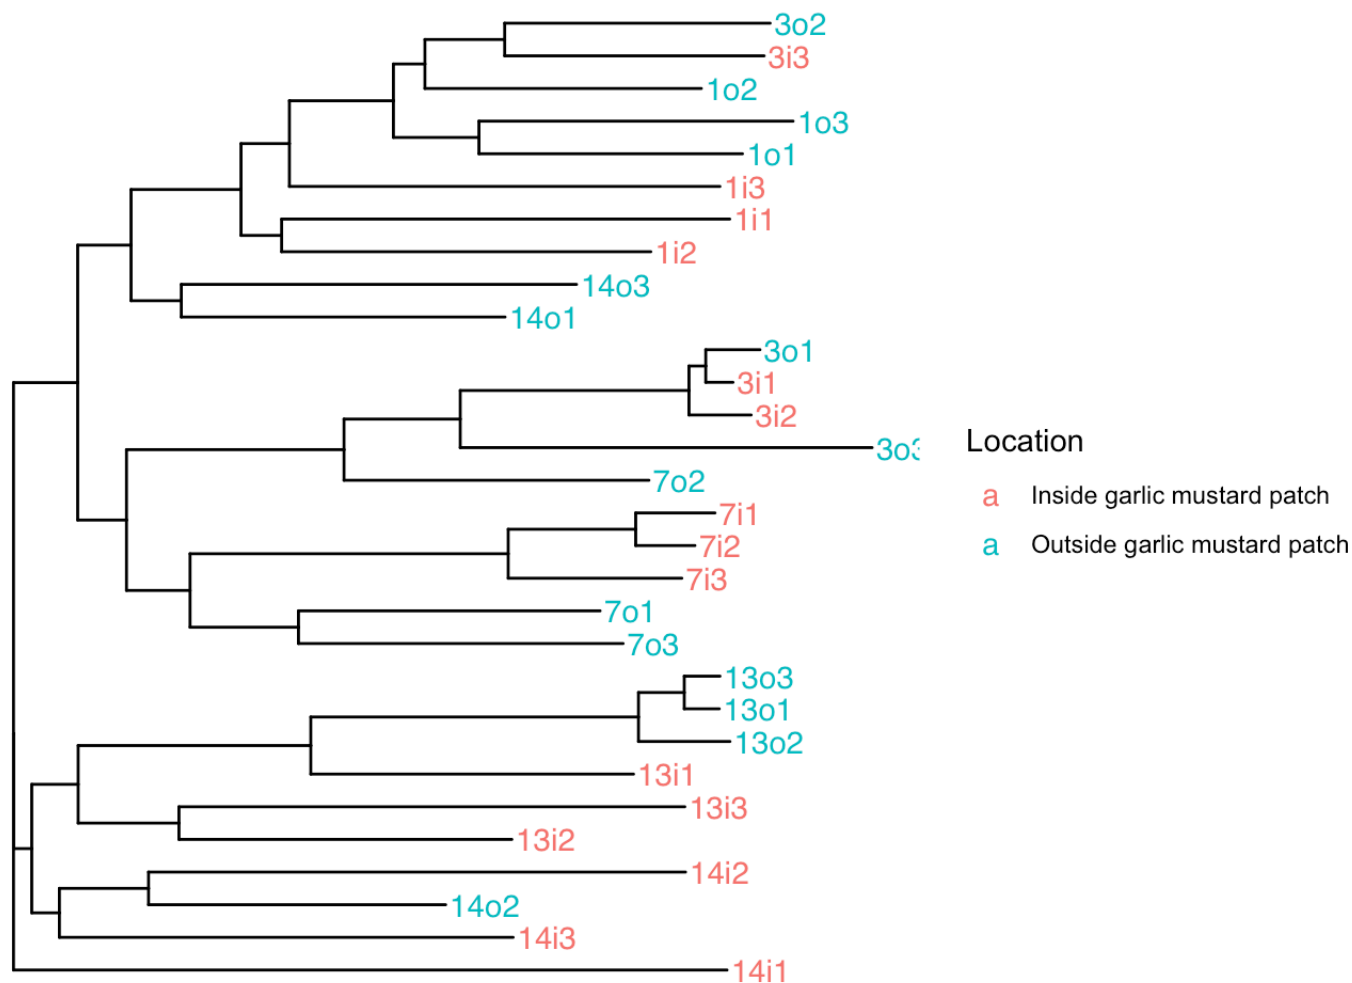 3o2
3i3
1o2
1o3
1o1
1i3
1i1
1i2
14o3
14o1
3o1
3i1
3i2
3o3
7o2
7i1
7i2
7i3
7o1
7o3
13o3
13o1
13o2
13i1
13i3
13i2
14i2
14o2
14i3
14i1
Location
a Inside garlic mustard patch
a Outside garlic mustard patch